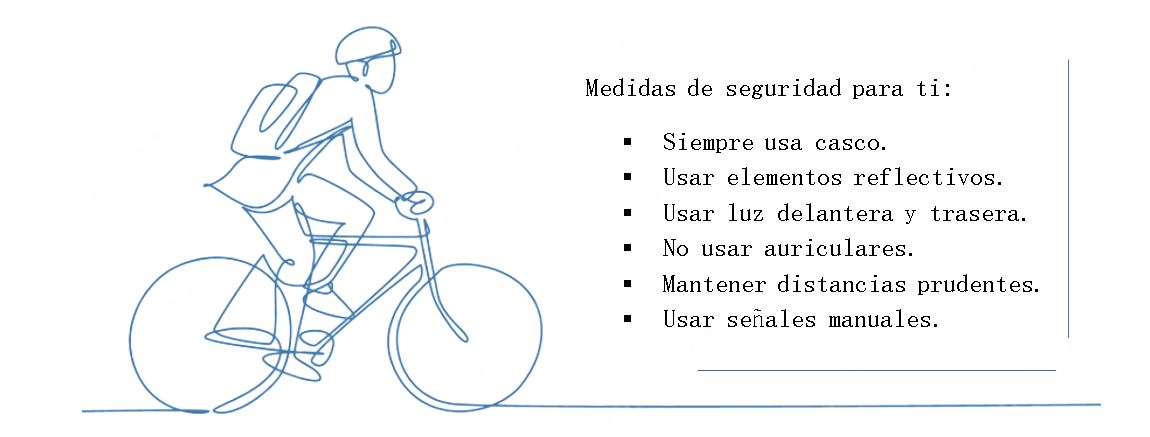 Medidas de seguridad para ti:
▪ Siempre usa casco.
▪ Usar elementos reflectivos.
▪ Usar luz delantera y trasera.
▪ No usar auriculares.
▪ Mantener distancias prudentes.
▪ Usar señales manuales.